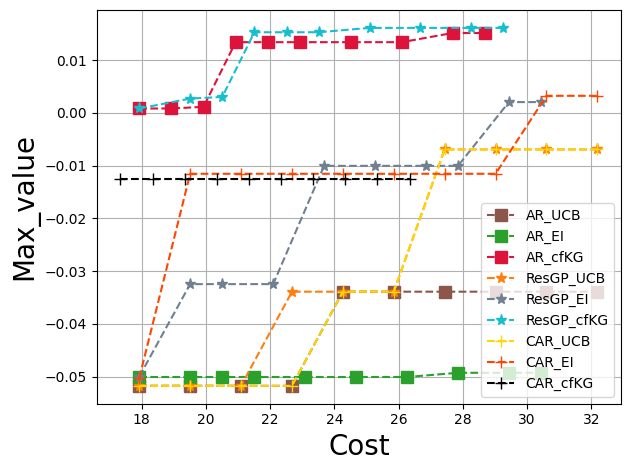 0.01
0.00
−0.01
−0.02
−0.03
−0.04
−0.05
Max_value
AR_UCB
AR_EI
AR_cfKG
ResGP_UCB
ResGP_EI
ResGP_cfKG
CAR_UCB
CAR_EI
CAR_cfKG
18 20 22 24 26 28 30 32
Cost